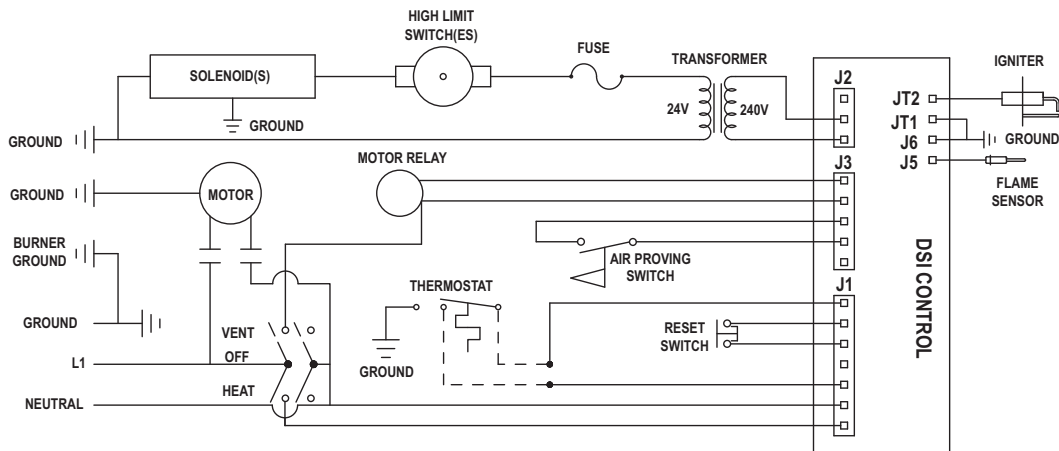 HIGH LIMIT
SWITCH(ES)
FUSE
TRANSFORMER
IGNITER
SOLENOID(S)
J2
JT2
24V
240V
JT1
GROUND
GROUND
J6
GROUND
J5
MOTOR RELAY
J3
FLAME
SENSOR
GROUND
MOTOR
BURNER
GROUND
AIR PROVING
SWITCH
DSI CONTROL
THERMOSTAT
J1
GROUND
VENT
RESET
SWITCH
L1
OFF
GROUND
HEAT
NEUTRAL